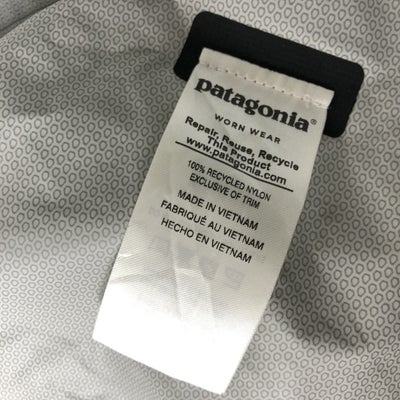 patagonia®
WORN WEAR
Repair, Reuse, Recycle
This Product
www.patagonia.com
100% RECYCLED NYLON
EXCLUSIVE OF TRIM
MADE IN VIETNAM
FABRIQUÉ AU VIETNAM
HECHO EN VIETNAM